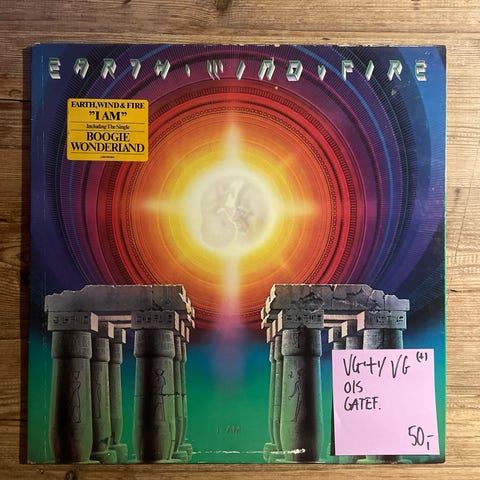 EARTH · WIND · FIRE
EARTH, WIND & FIRE
"I AM"
Including The Single
BOOGIE
WONDERLAND
I AM
VG+/VG (+)
OIS
GATEF.
50,-